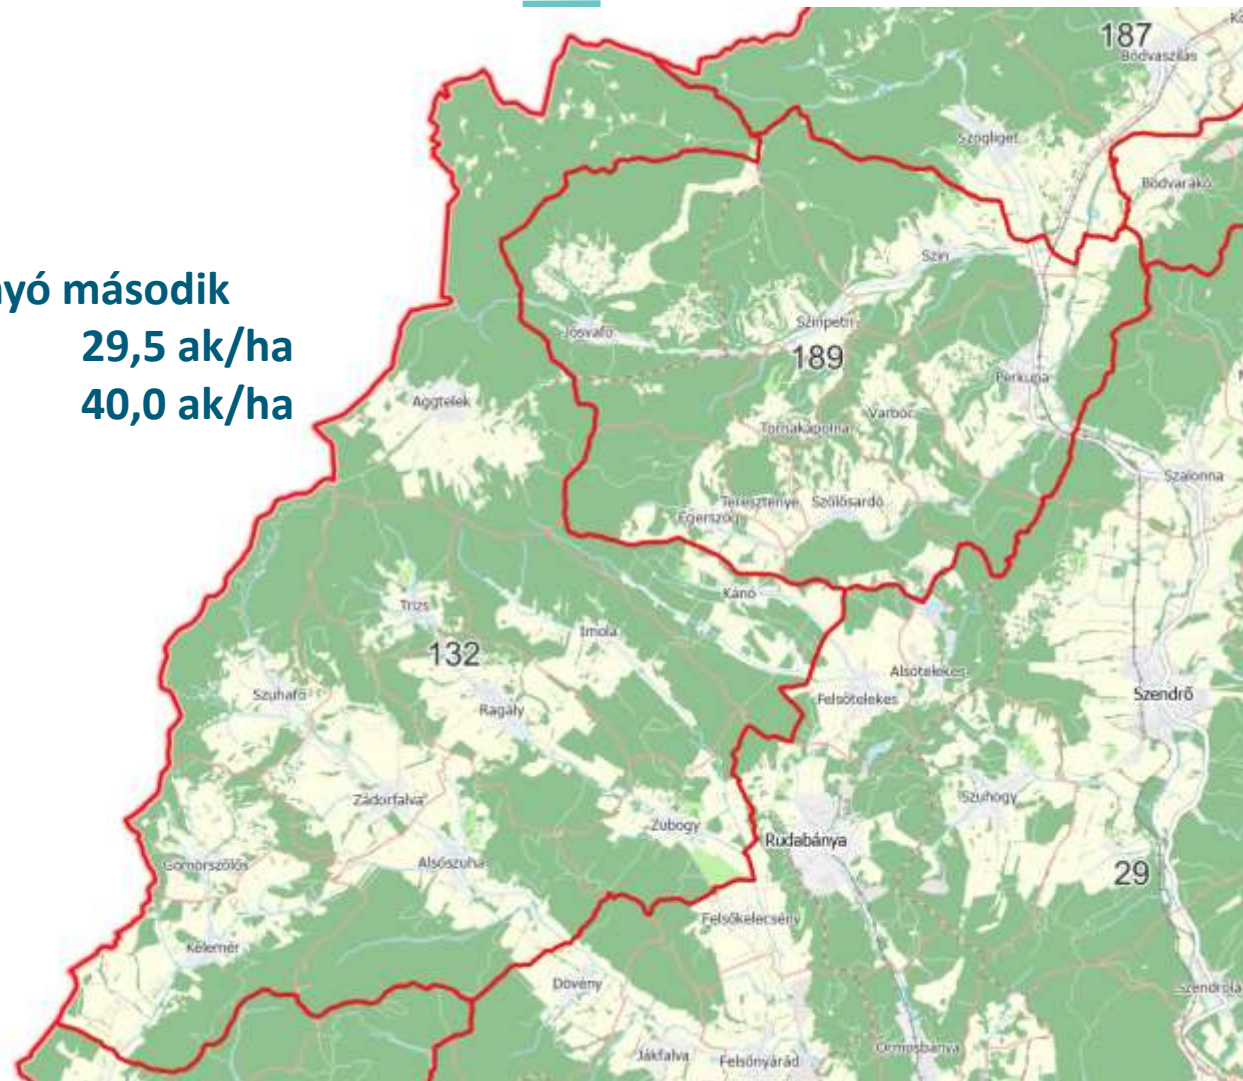 187
Bódvaszilas
Szögliget
Bódvarákó
Szin
yó második
29,5 ak/ha
40,0 ak/ha
Jósvafő
Szinpetri
189
Perkupa
Aggtelek
Varbóc
Tornakápolna
Szalonna
Teresztenye
Szőlősardó
Égerszög
Kánó
Trizs
Imola
132
Alsótelekes
Szuhafő
Felsőtelekes
Szendrő
Ragály
Zádorfalva
Szuhogy
Zubogy
Rudabánya
Gömörszőlős
Alsószuha
29
Felsőkelecsény
Kelemér
Dövény
Szendrőlá
Ormosbánya
Jákfalva
Felsőnyárád